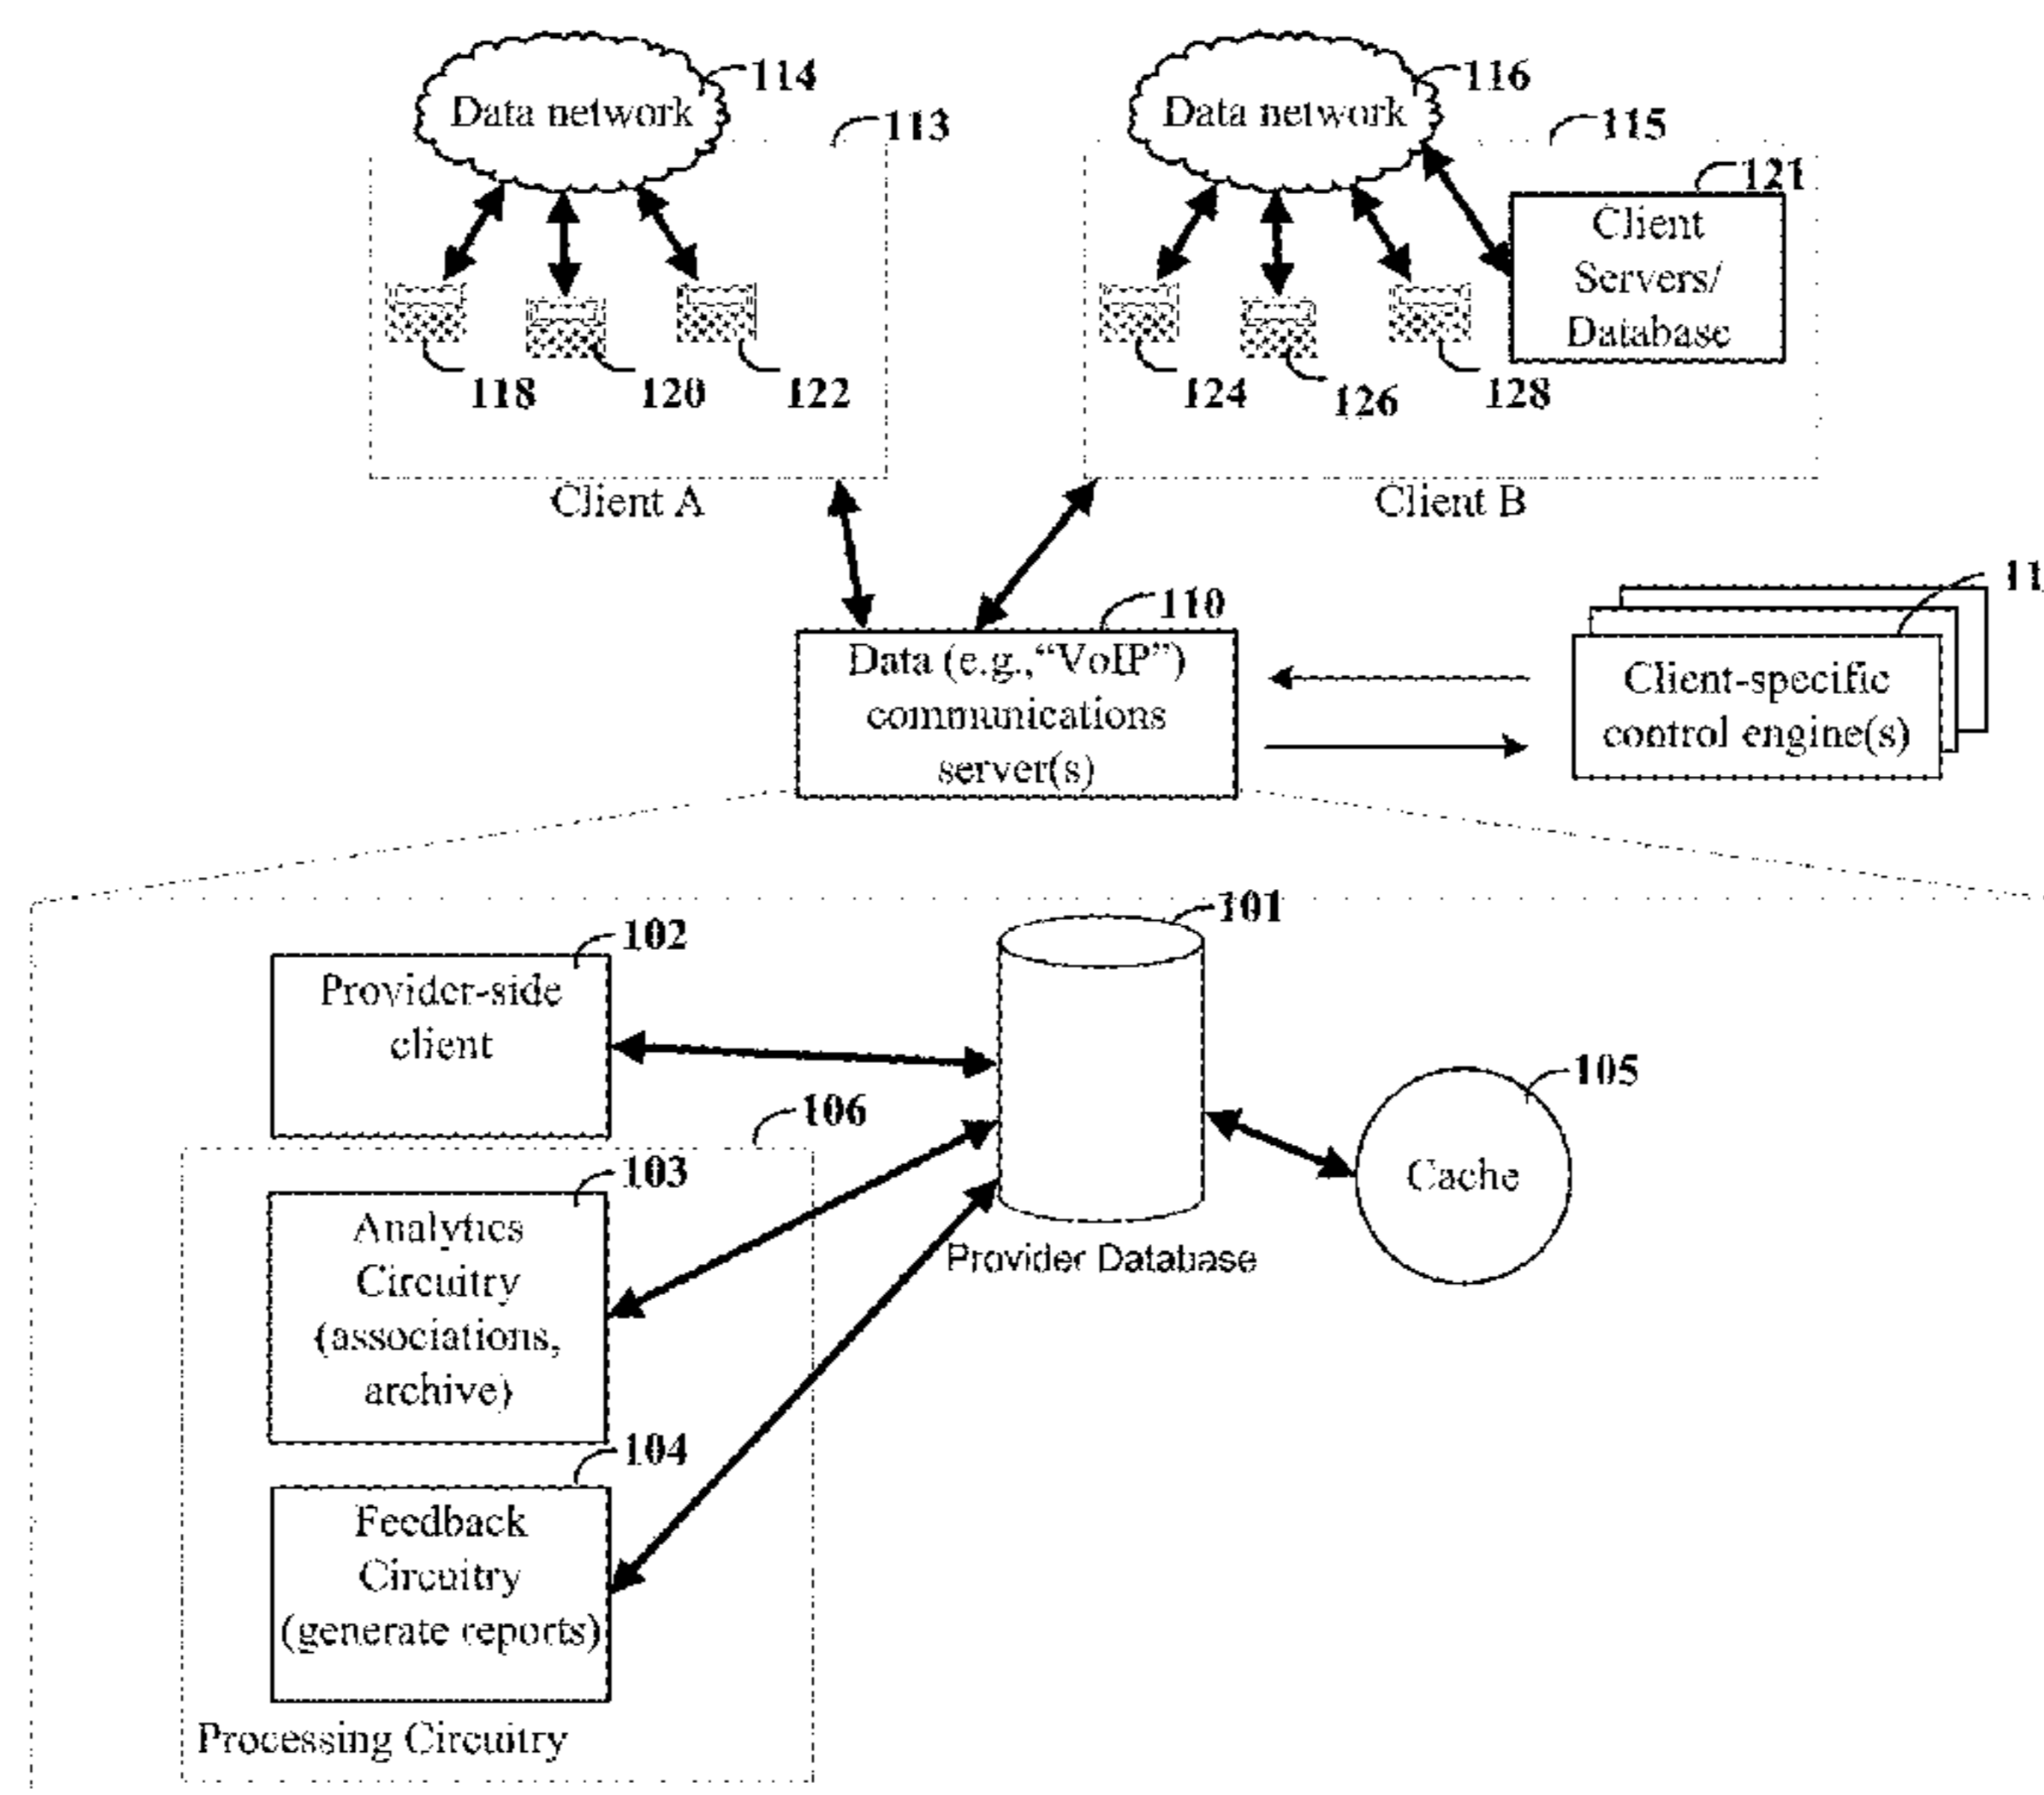 114
Data network
113
116
Data network
115
121
Client
Servers/
Database
118
120
122
124
126
128
Client A
Client B
110
Data (e.g.,“VoIP”)
communications
server(s)
11
Client-specific
control engine(s)
101
102
Provider-side
client
105
Cache
106
103
Analytics
Circuitry
(associations,
archive)
Provider Database
104
Feedback
Circuitry
(generate reports)
Processing Circuitry